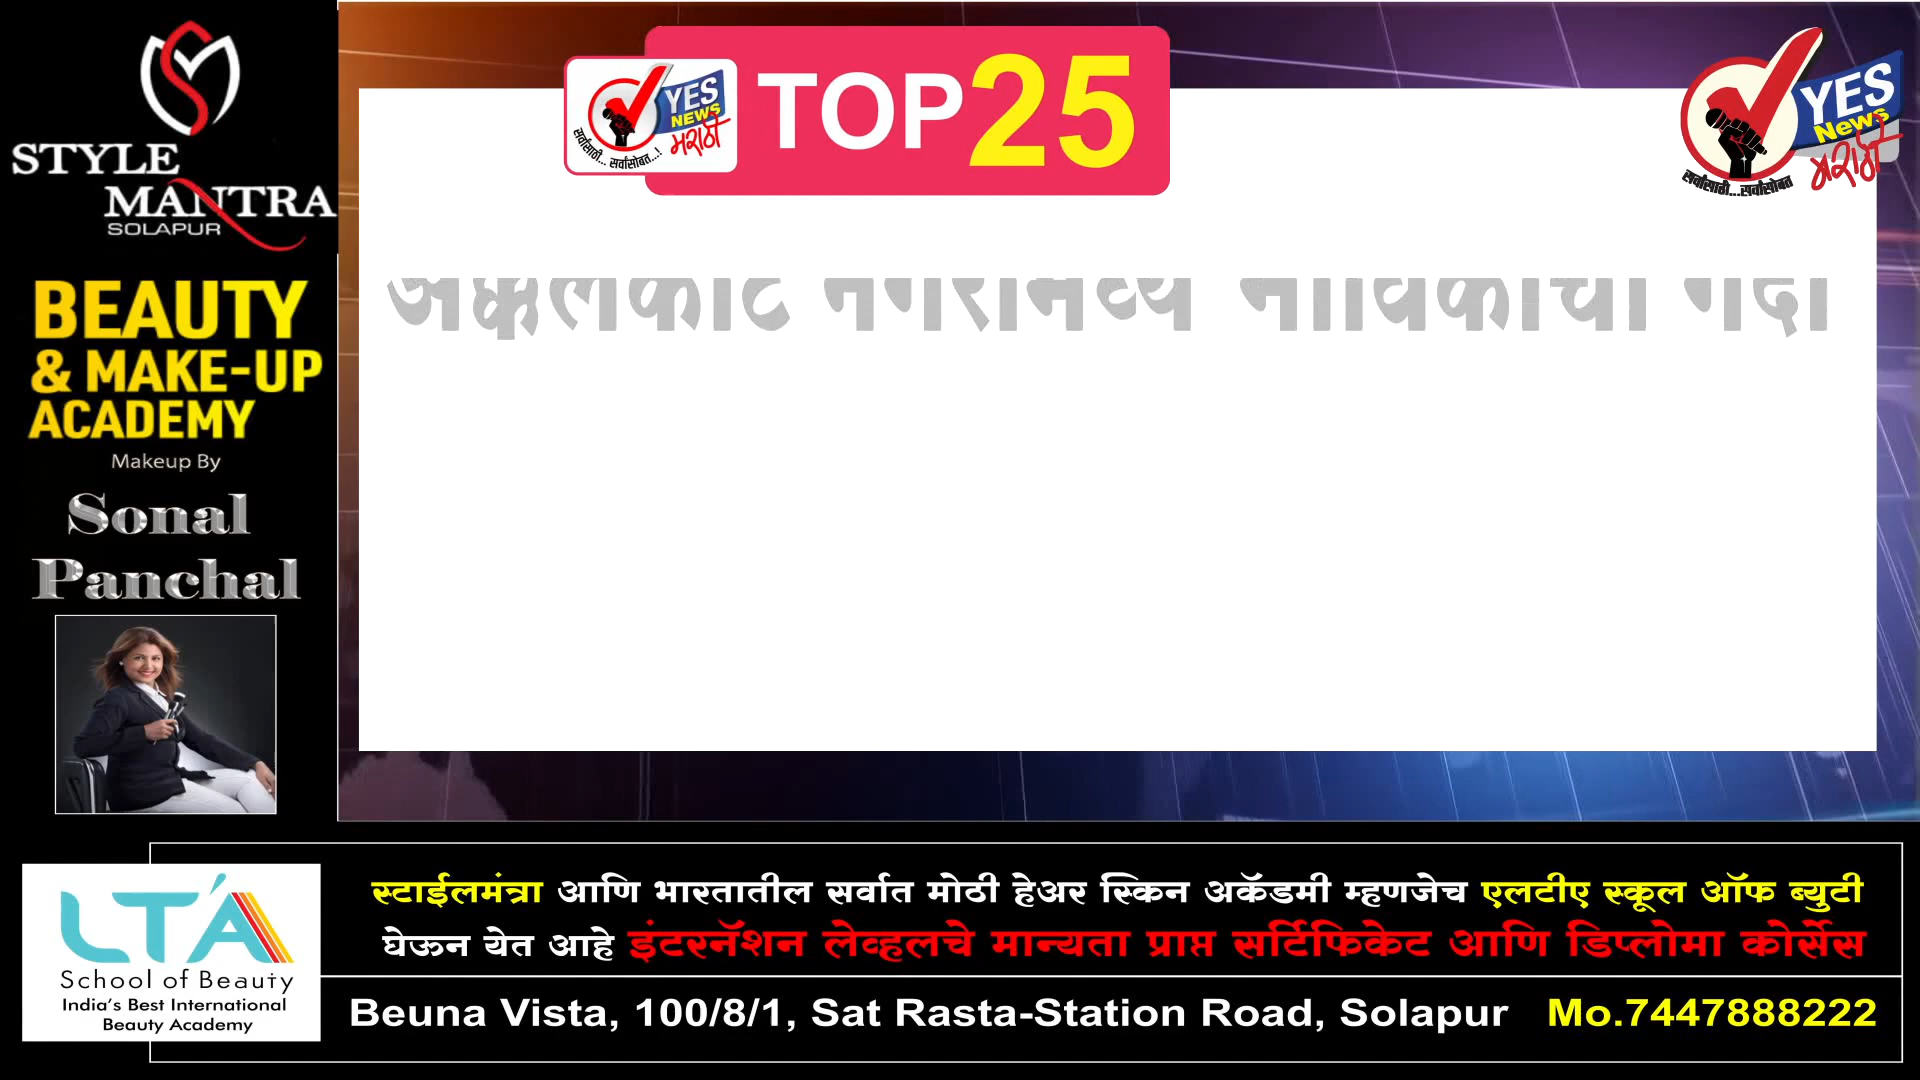 STYLE
MANTRA
SOLAPUR
BEAUTY
& MAKE-UP
ACADEMY
Makeup By
Sonal
Panchal
YES
NEWS
मराठी
सर्वांसाठी... सर्वांसोबत...!
TOP 25
YES
News
मराठी
सर्वांसाठी...सर्वांसोबत
LTA
School of Beauty
India's Best International
Beauty Academy
स्टाईलमंत्रा आणि भारतातील सर्वात मोठी हेअर स्किन अकॅडमी म्हणजेच एलटीए स्कूल ऑफ ब्युटी
घेऊन येत आहे इंटरनॅशन लेव्हलचे मान्यता प्राप्त सर्टिफिकेट आणि डिप्लोमा कोर्सेस
Beuna Vista, 100/8/1, Sat Rasta-Station Road, Solapur Mo.7447888222